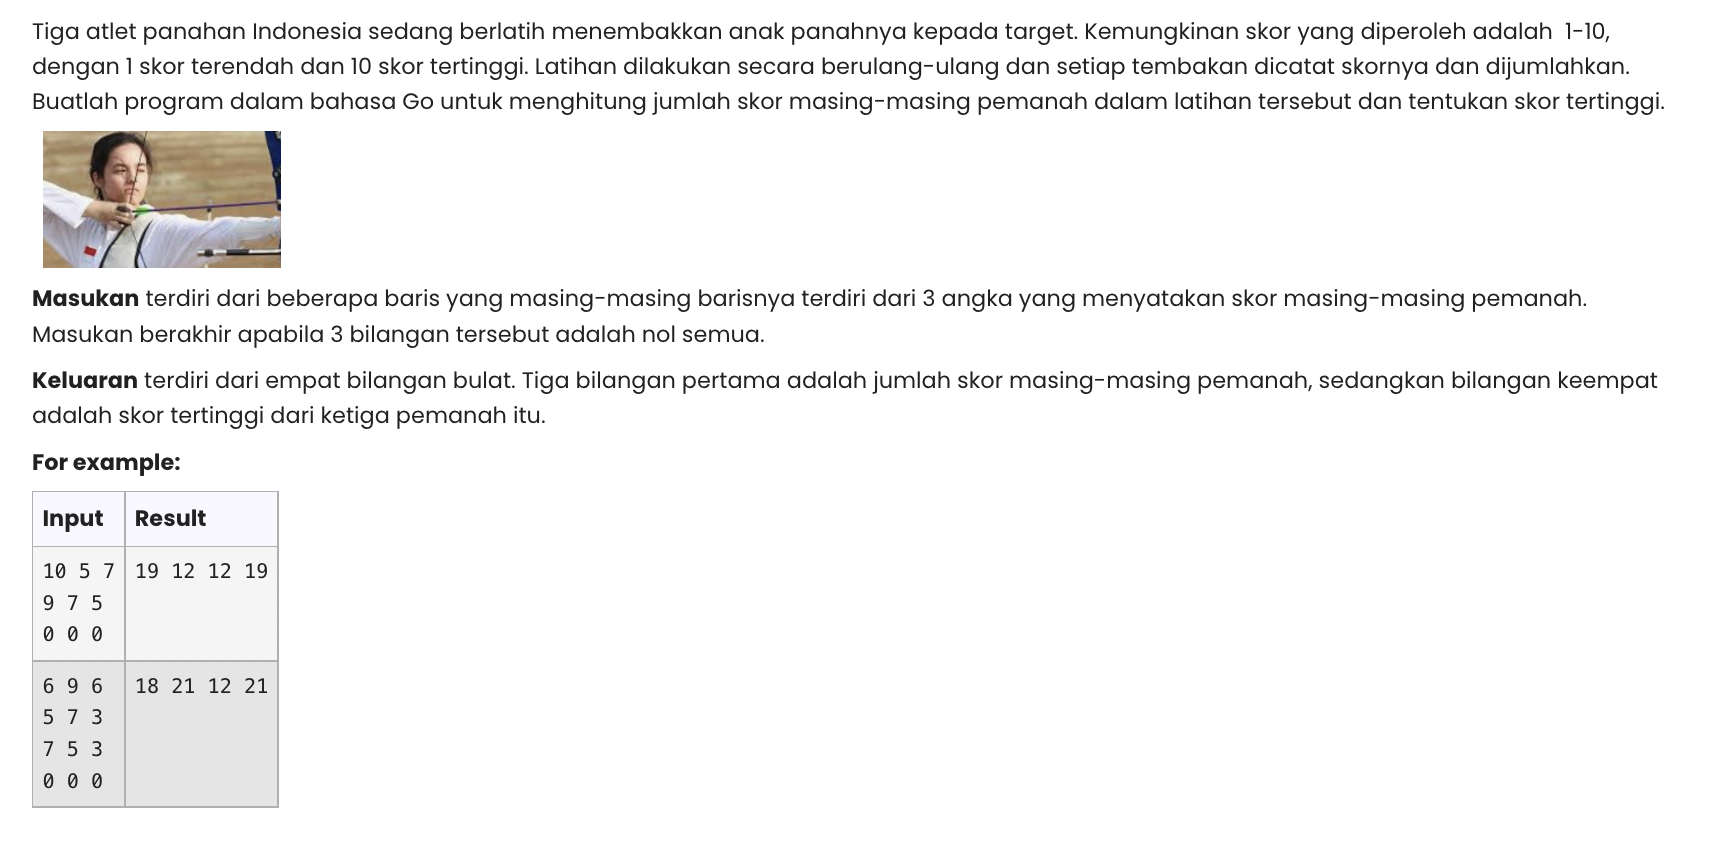 Tiga atlet panahan Indonesia sedang berlatih menembakkan anak panahnya kepada target. Kemungkinan skor yang diperoleh adalah  1-10,
dengan 1 skor terendah dan 10 skor tertinggi. Latihan dilakukan secara berulang-ulang dan setiap tembakan dicatat skornya dan dijumlahkan.
Buatlah program dalam bahasa Go untuk menghitung jumlah skor masing-masing pemanah dalam latihan tersebut dan tentukan skor tertinggi.
Masukan terdiri dari beberapa baris yang masing-masing barisnya terdiri dari 3 angka yang menyatakan skor masing-masing pemanah.
Masukan berakhir apabila 3 bilangan tersebut adalah nol semua.
Keluaran terdiri dari empat bilangan bulat. Tiga bilangan pertama adalah jumlah skor masing-masing pemanah, sedangkan bilangan keempat
adalah skor tertinggi dari ketiga pemanah itu.
For example:
Input Result
10 5 7 19 12 12 19
9 7 5
0 0 0
6 9 6 18 21 12 21
5 7 3
7 5 3
0 0 0